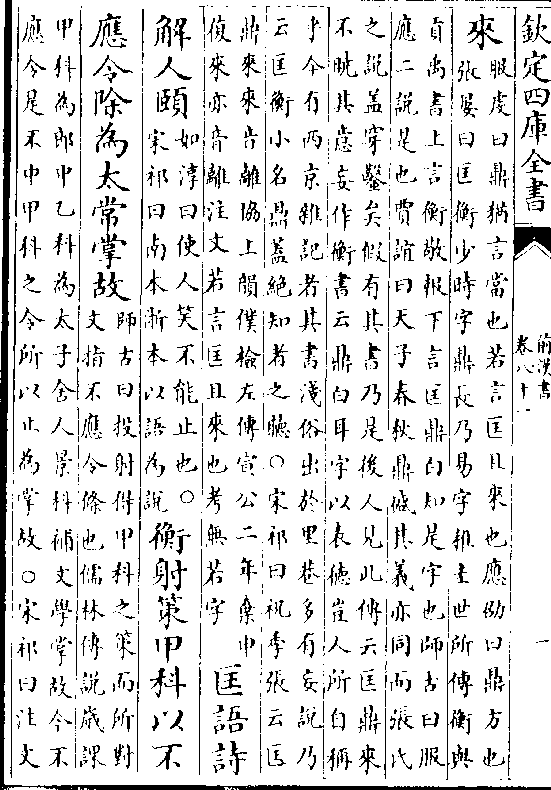 欽定四庫全書
前漢書
卷八十一
一
來
服虔曰鼎猶言當也若言匡且來也應劭曰鼎方也
張晏曰匡衡少時字鼎長乃易字稚圭世所傳衡與
貢禹書上言衡敬報下言匡鼎白知是字也師古曰服
應二說是也賈誼曰天子春秋鼎盛其義亦同而張氏
之說蓋穿鑿矣假有其書乃是後人見此傳云匡鼎來
不曉其意妄作衡書云鼎白耳字以表德豈人所自稱
乎今有西京雜記者其書淺俗出於里巷多有妄說乃
云匡衡小名鼎蓋絶知者之聽○宋祁曰祝季張云匡
鼎來來音離協上韻僕檢左傳宣公二年棄甲
復來亦音離注文若言匡且來也考無若字
匡語詩
解人頤
如淳曰使人笑不能止也○
宋祁曰南本浙本以語為說
衡射策甲科以不
應令除為太常掌故
師古曰投射得甲科之策而所對
文指不應令條也儒林傳說歲課
甲科為郎中乙科為太子舍人景科補文學掌故今不
應令是不中甲科之令所以止為掌故○宋祁曰注文